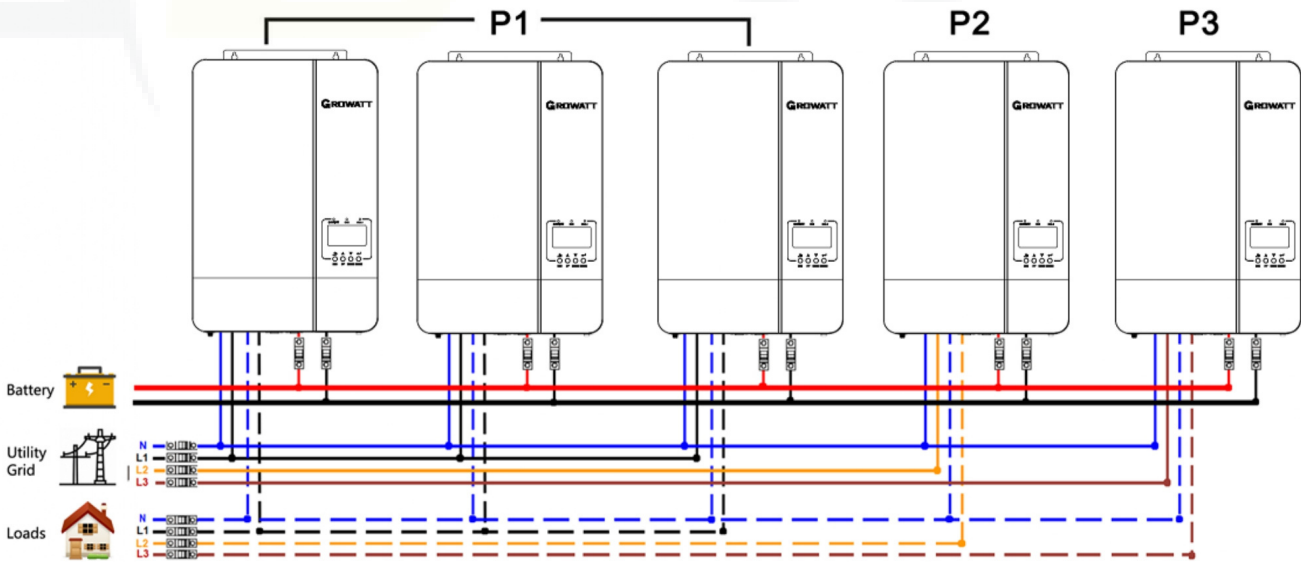 P1 P2 P3
GROWATT GROWATT GROWATT GROWATT GROWATT
Battery
+ -
Utility
Grid
N
L1
L2
L3
Loads
N
L1
L2
L3